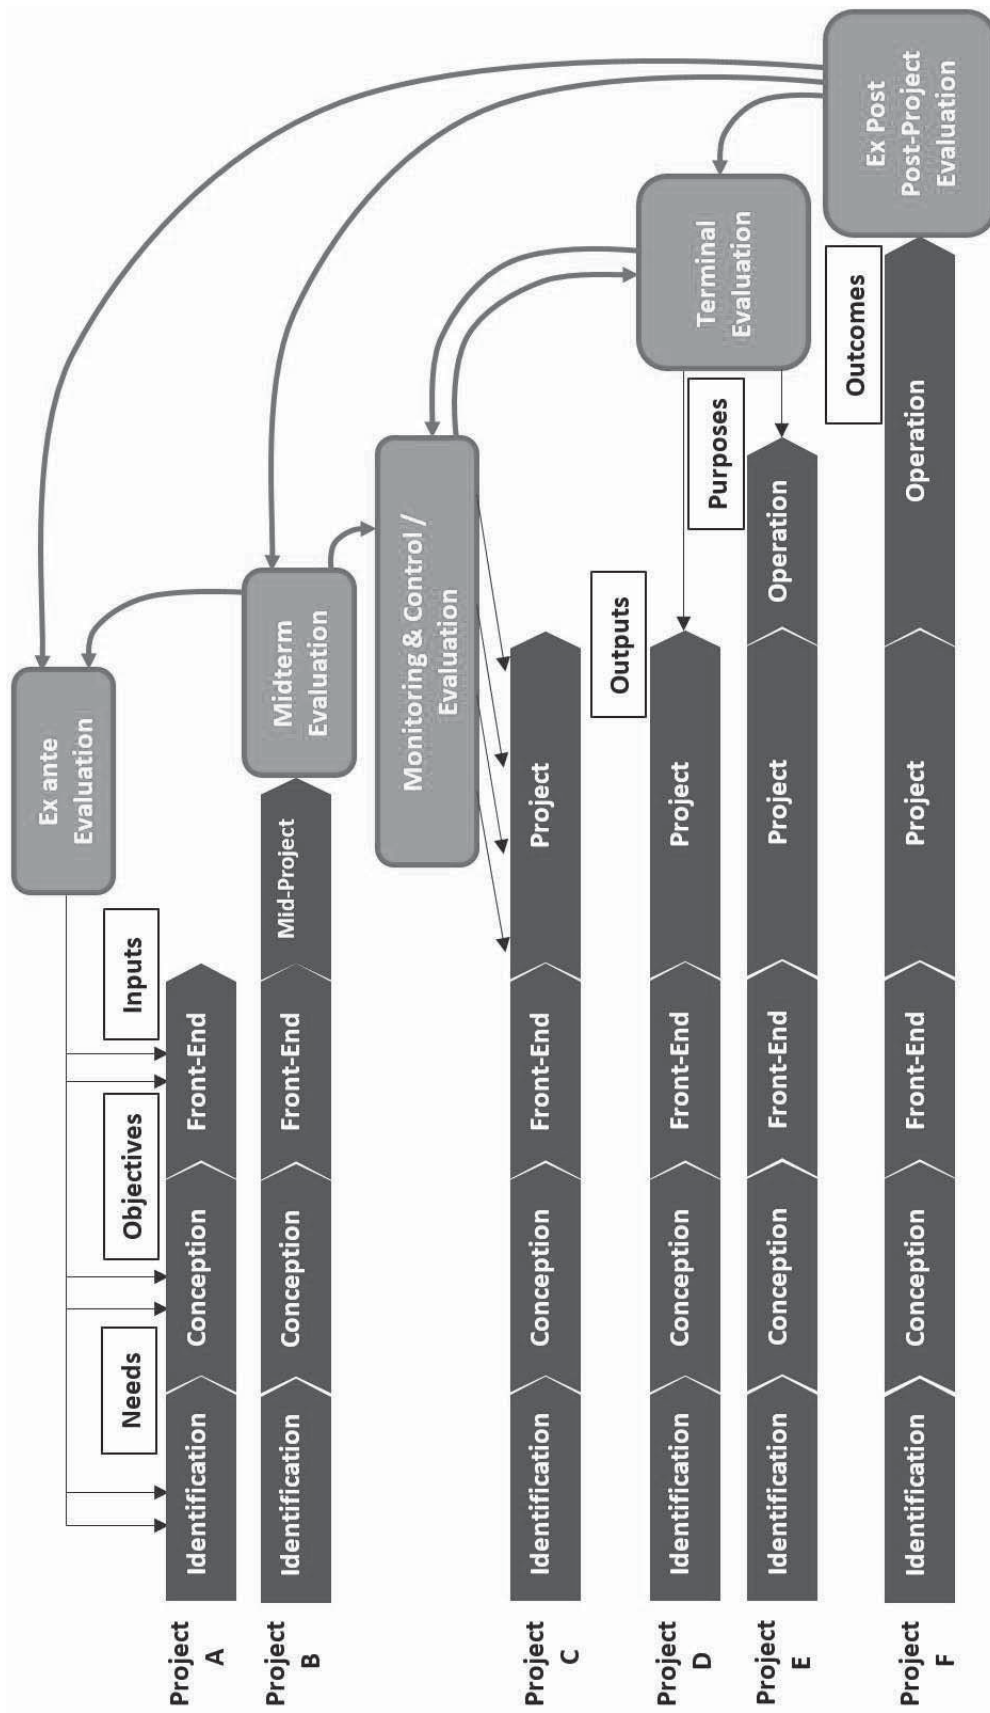 Ex ante
Evaluation
Needs
Objectives
Inputs
Project
A
Identification
Conception
Front-End
Project
B
Identification
Conception
Front-End
Mid-Project
Midterm
Evaluation
Monitoring & Control /
Evaluation
Project
C
Identification
Conception
Front-End
Project
Outputs
Project
D
Identification
Conception
Front-End
Project
Terminal
Evaluation
Purposes
Project
E
Identification
Conception
Front-End
Project
Operation
Outcomes
Project
F
Identification
Conception
Front-End
Project
Operation
Ex Post
Post-Project
Evaluation